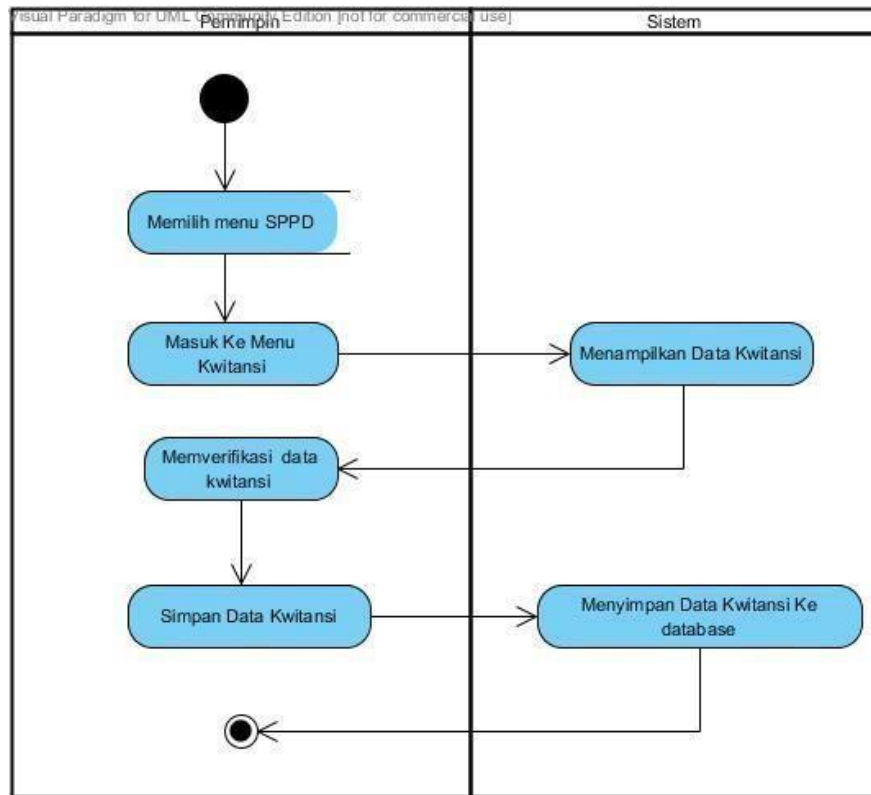 Visual Paradigm for UML Community Edition [not for commercial use]
Pemimpin
Sistem
Memilih menu SPPD
Masuk Ke Menu
Kwitansi
Menampilkan Data Kwitansi
Memverifikasi data
kwitansi
Simpan Data Kwitansi
Menyimpan Data Kwitansi Ke
database